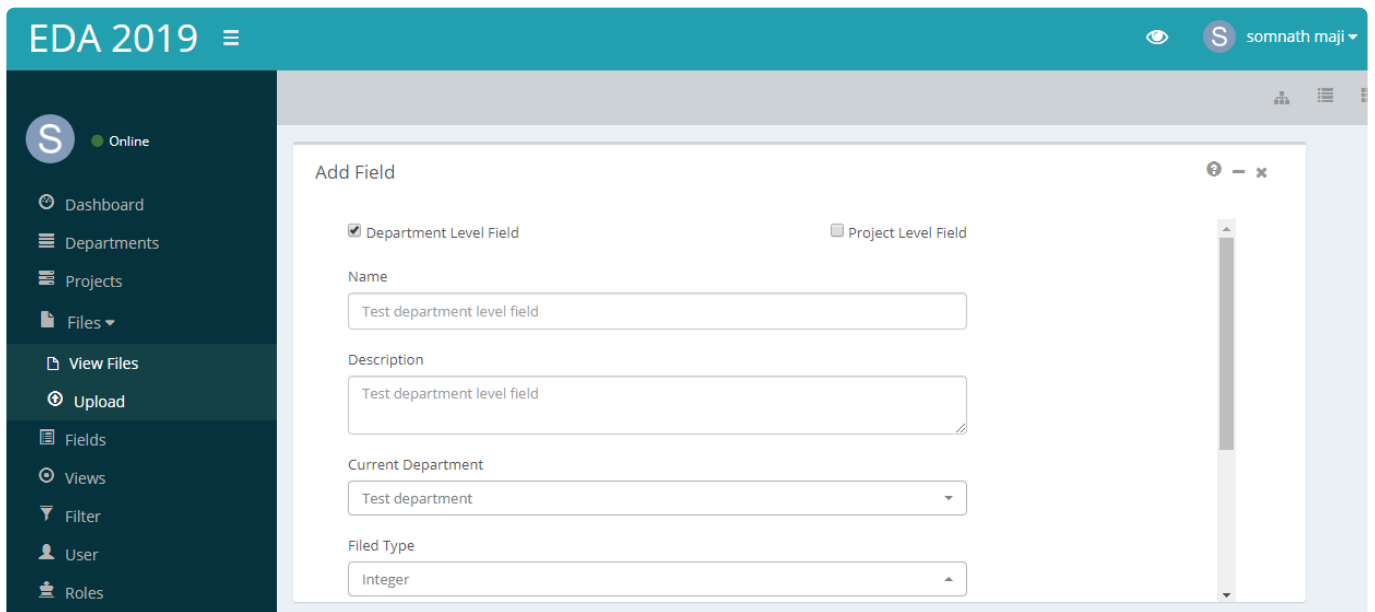 EDA 2019
S somnath maji
S Online
Dashboard
Departments
Projects
Files
View Files
Upload
Fields
Views
Filter
User
Roles
Add Field
Department Level Field
Project Level Field
Name
Test department level field
Description
Test department level field
Current Department
Test department
Filed Type
Integer